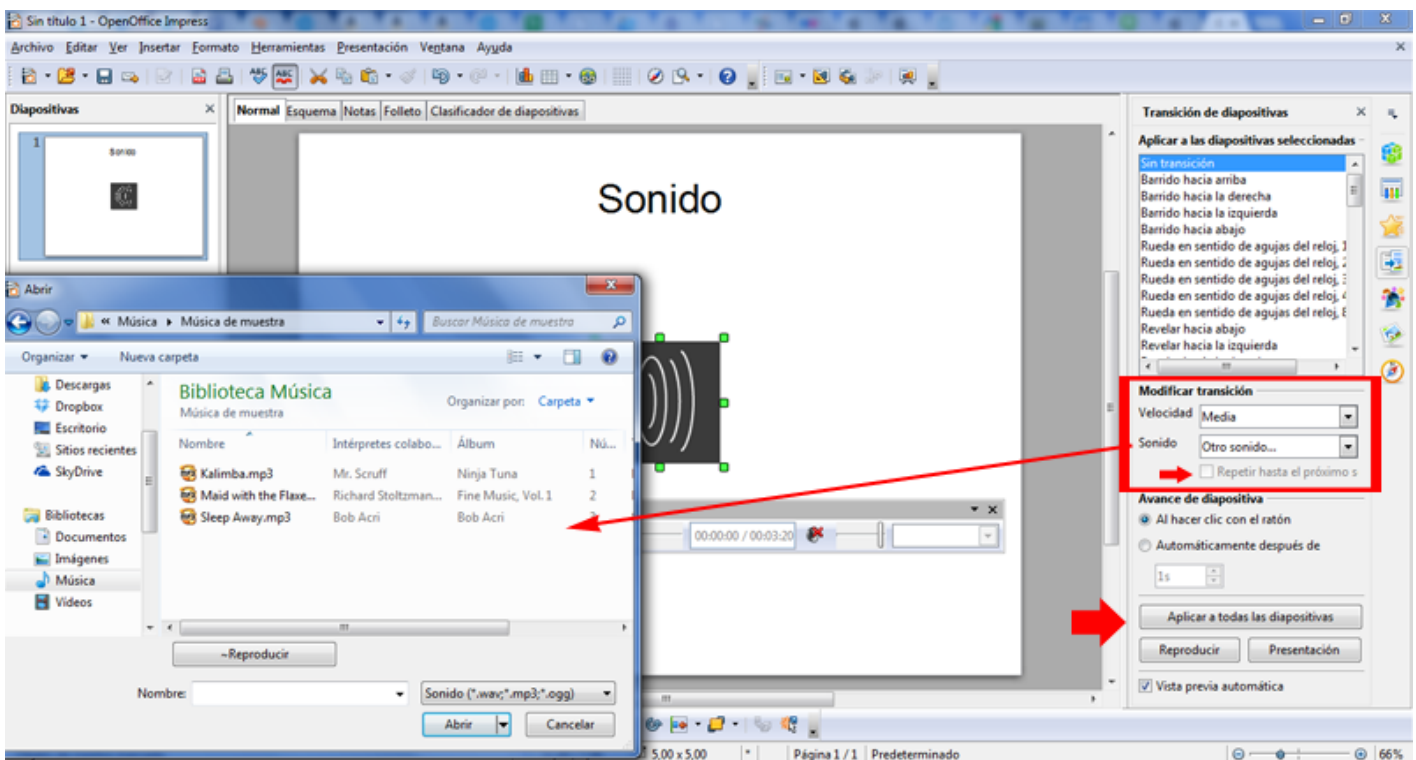 Sin título 1 - OpenOffice Impress
Archivo Editar Ver Insertar Formato Herramientas Presentación Ventana Ayuda
Diapositivas
1
Sonido
Normal Esquema Notas Folleto Clasificador de diapositivas
Sonido
00:00:00 / 00:03:20
Abrir
« Música Música de muestra
Buscar Música de muestra
Organizar Nueva carpeta
Descargas
Dropbox
Escritorio
Sitios recientes
SkyDrive
Bibliotecas
Documentos
Imágenes
Música
Vídeos
Biblioteca Música
Música de muestra
Organizar por: Carpeta
Nombre Intérpretes colabo... Álbum Nú...
Kalimba.mp3 Mr. Scruff Ninja Tuna 1
Maid with the Flaxe... Richard Stoltzman... Fine Music, Vol. 1 2
Sleep Away.mp3 Bob Acri Bob Acri
~Reproducir
Nombre:
Sonido (*.wav;*.mp3;*.ogg)
Abrir Cancelar
Transición de diapositivas
Aplicar a las diapositivas seleccionadas
Sin transición
Barrido hacia arriba
Barrido hacia la derecha
Barrido hacia la izquierda
Barrido hacia abajo
Rueda en sentido de agujas del reloj, 1
Rueda en sentido de agujas del reloj,
Rueda en sentido de agujas del reloj,
Rueda en sentido de agujas del reloj,
Rueda en sentido de agujas del reloj,
Revelar hacia abajo
Revelar hacia la izquierda
Modificar transición
Velocidad Media
Sonido Otro sonido...
Repetir hasta el próximo s
Avance de diapositiva
Al hacer clic con el ratón
Automáticamente después de
1s
Aplicar a todas las diapositivas
Reproducir Presentación
Vista previa automática
5,00 x 5,00 * Página 1 / 1 Predeterminado 66%